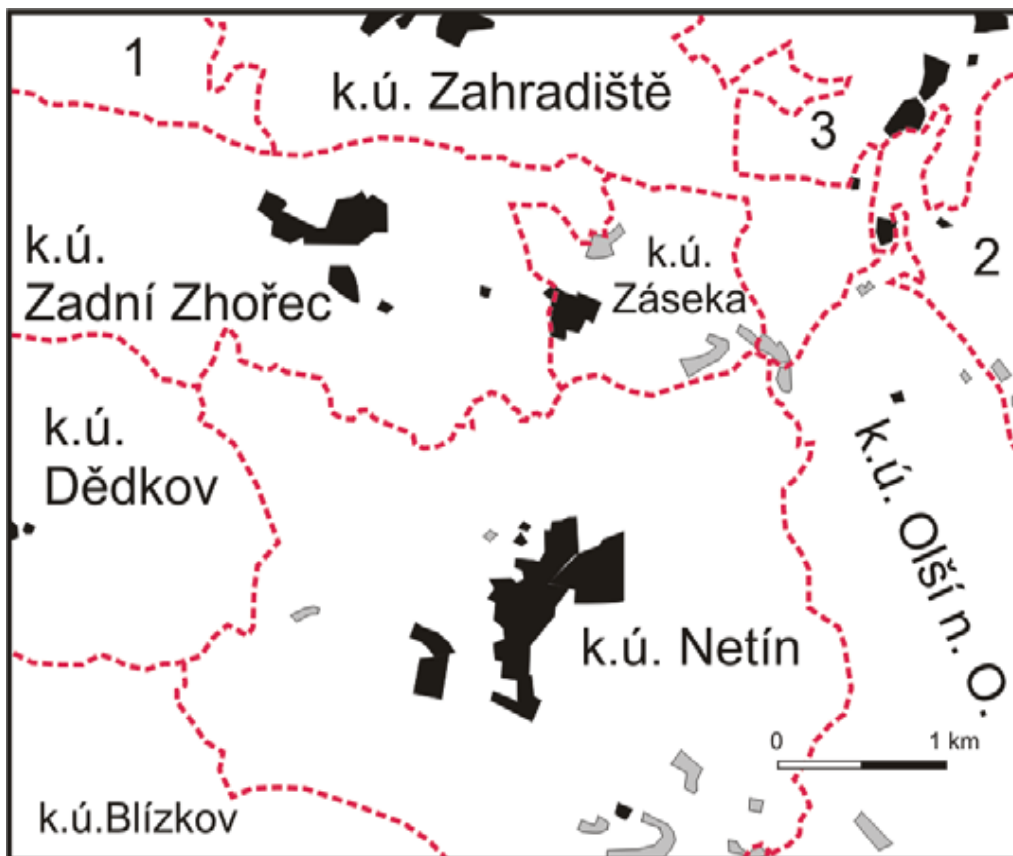 1
k.ú. Zahradiště
3
k.ú.
Zadní Zhořec
k.ú.
Záseka
2
k.ú.
Dědkov
k.ú. Olší n. O.
k.ú. Netín
0 1 km
k.ú.Blízkov